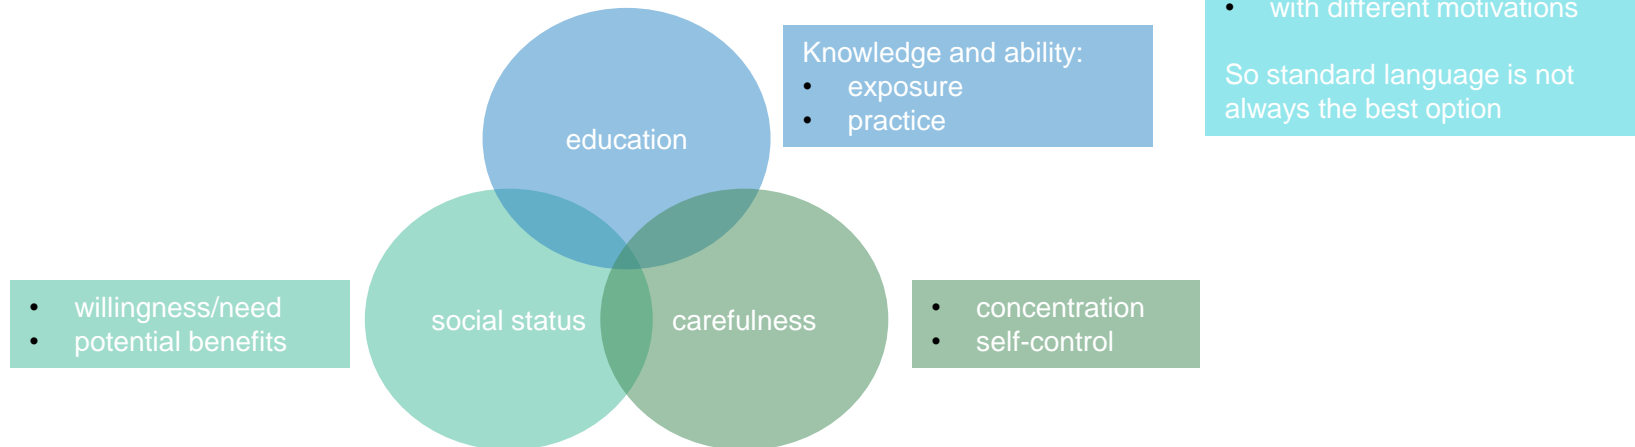 • with different motivations
So standard language is not
always the best option
Knowledge and ability:
• exposure
• practice
education
• willingness/need
• potential benefits
social status
carefulness
• concentration
• self-control